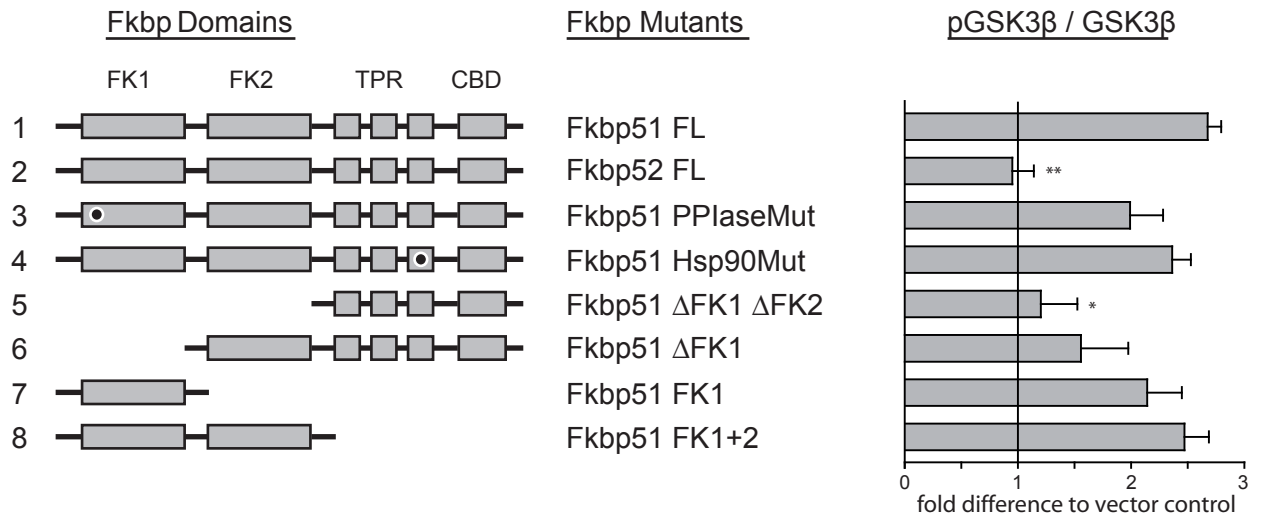 Fkbp Domains Fkbp Mutants pGSK3β / GSK3β
FK1 FK2 TPR CBD
1 Fkbp51 FL
2 Fkbp52 FL **
3 Fkbp51 PPIaseMut
4 Fkbp51 Hsp90Mut
5 Fkbp51 ΔFK1 ΔFK2 *
6 Fkbp51 ΔFK1
7 Fkbp51 FK1
8 Fkbp51 FK1+2
0 1 2 3
fold difference to vector control